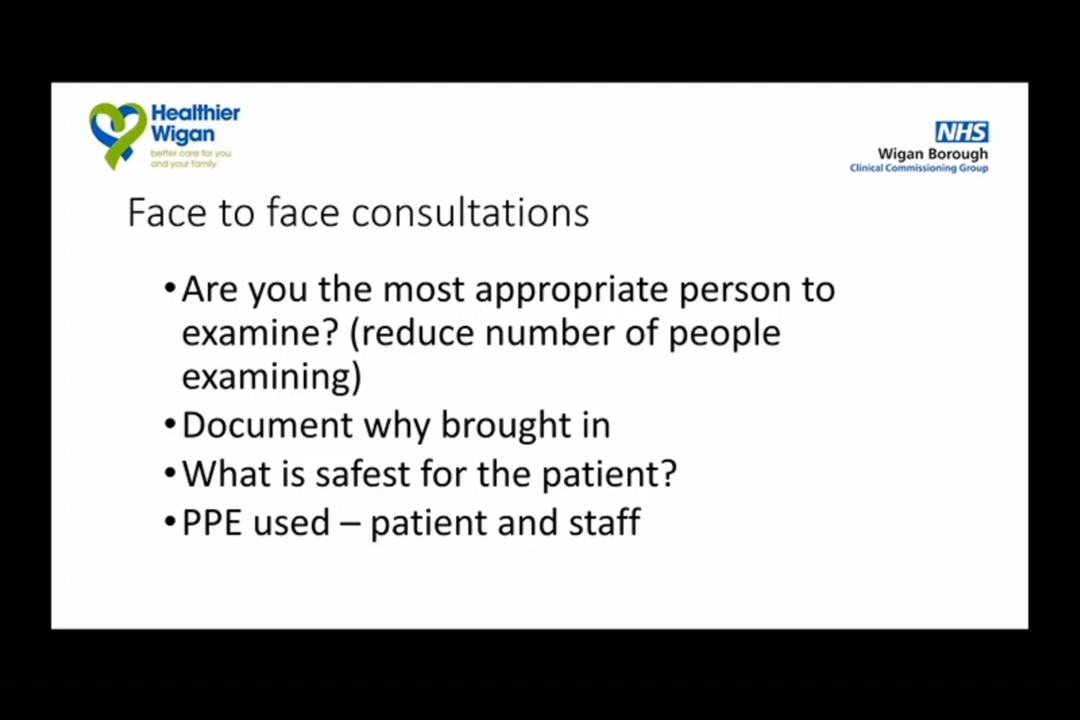 Healthier
Wigan
better care for you
and your family
NHS
Wigan Borough
Clinical Commissioning Group
Face to face consultations
•Are you the most appropriate person to
examine? (reduce number of people
examining)
•Document why brought in
•What is safest for the patient?
•PPE used – patient and staff